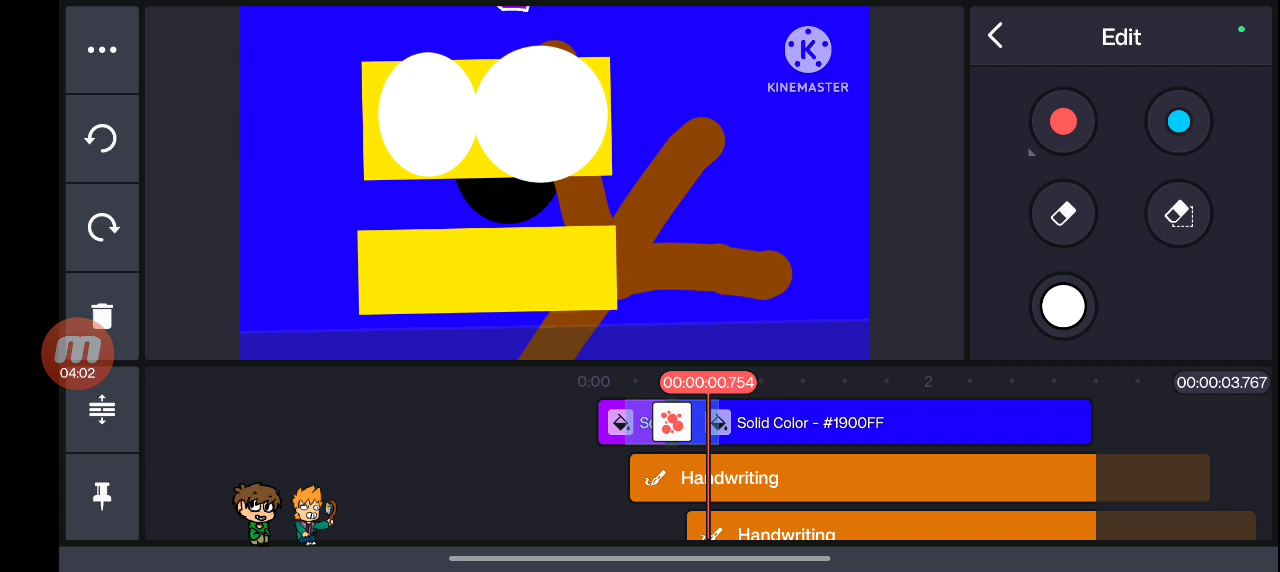 Edit
K
KINEMASTER
m
04:02
0:00
00:00:00.754
2
00:00:03.767
Solid Color - #1900FF
Handwriting
Handwriting